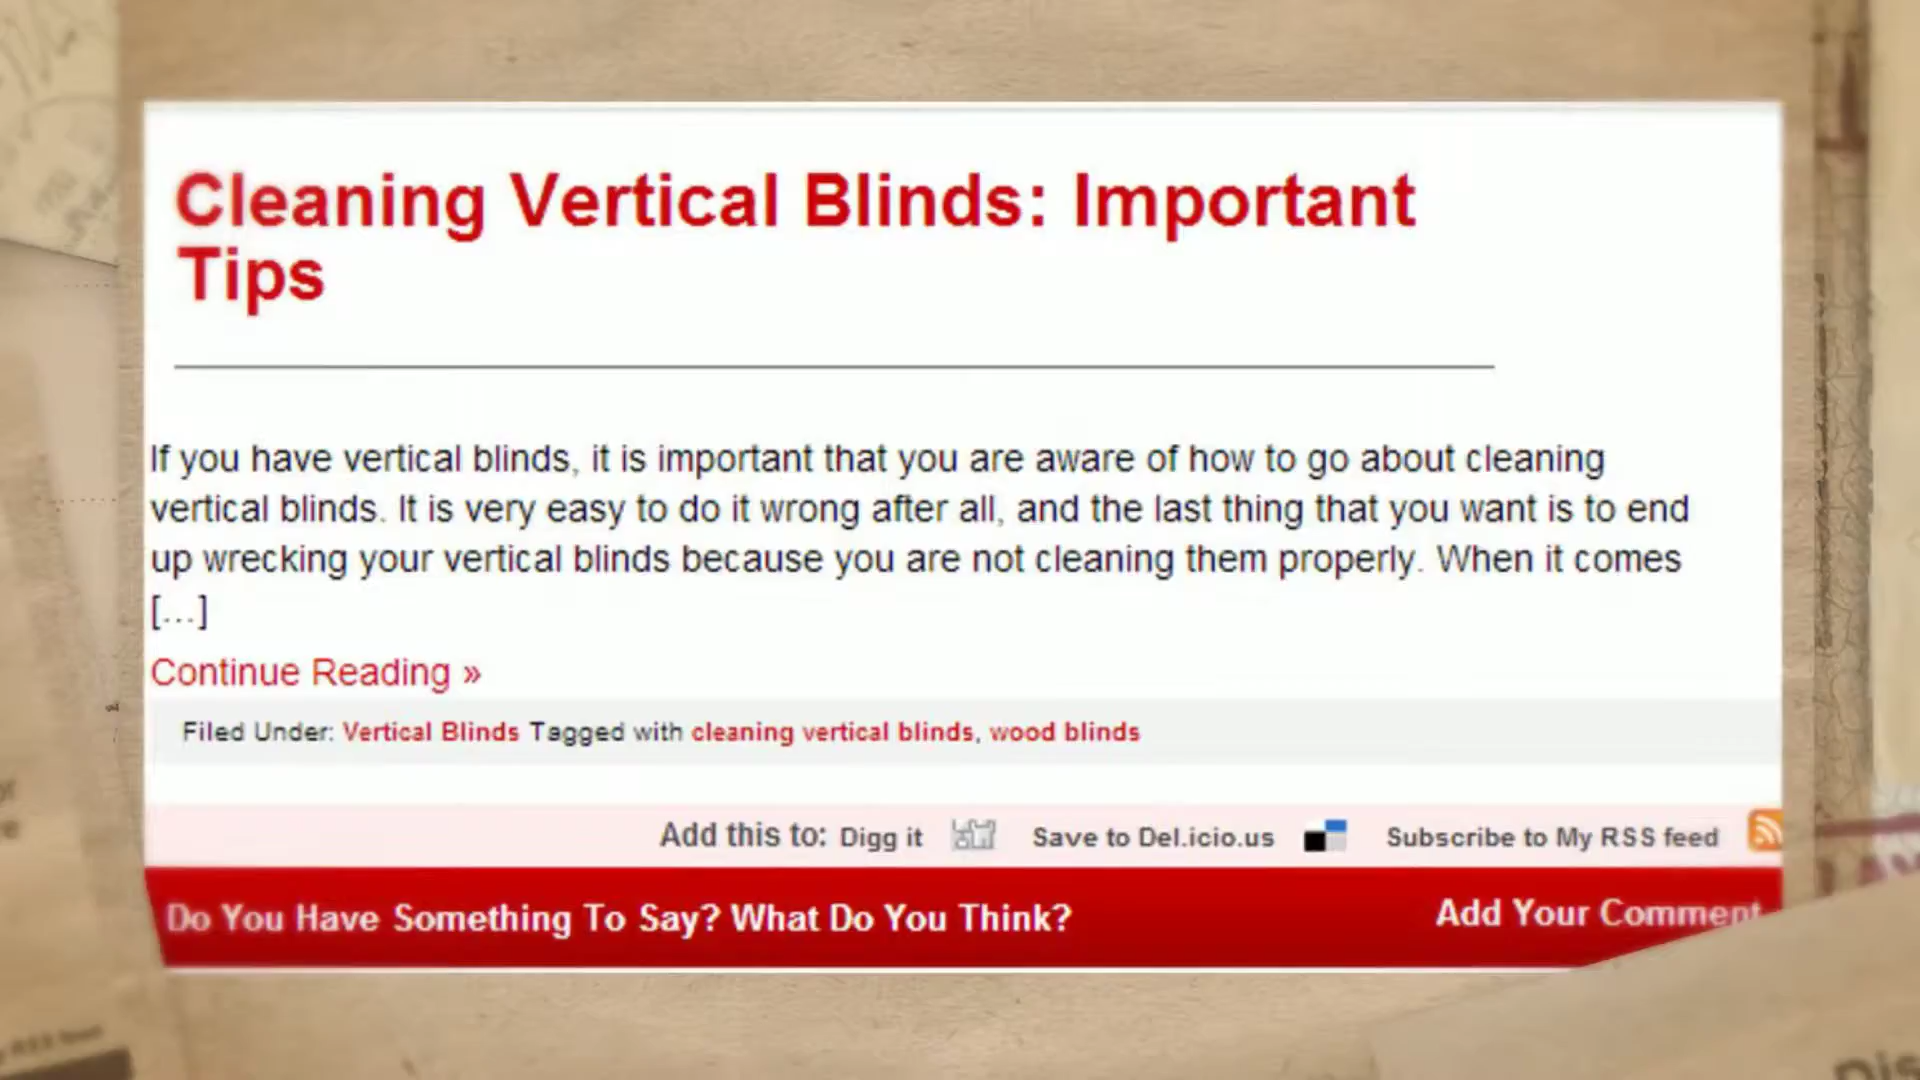 Cleaning Vertical Blinds: Important
Tips
If you have vertical blinds, it is important that you are aware of how to go about cleaning
vertical blinds. It is very easy to do it wrong after all, and the last thing that you want is to end
up wrecking your vertical blinds because you are not cleaning them properly. When it comes
[...]
Continue Reading »
Filed Under: Vertical Blinds Tagged with cleaning vertical blinds, wood blinds
Add this to: Digg it Save to Del.icio.us Subscribe to My RSS feed
Do You Have Something To Say? What Do You Think? Add Your Comment